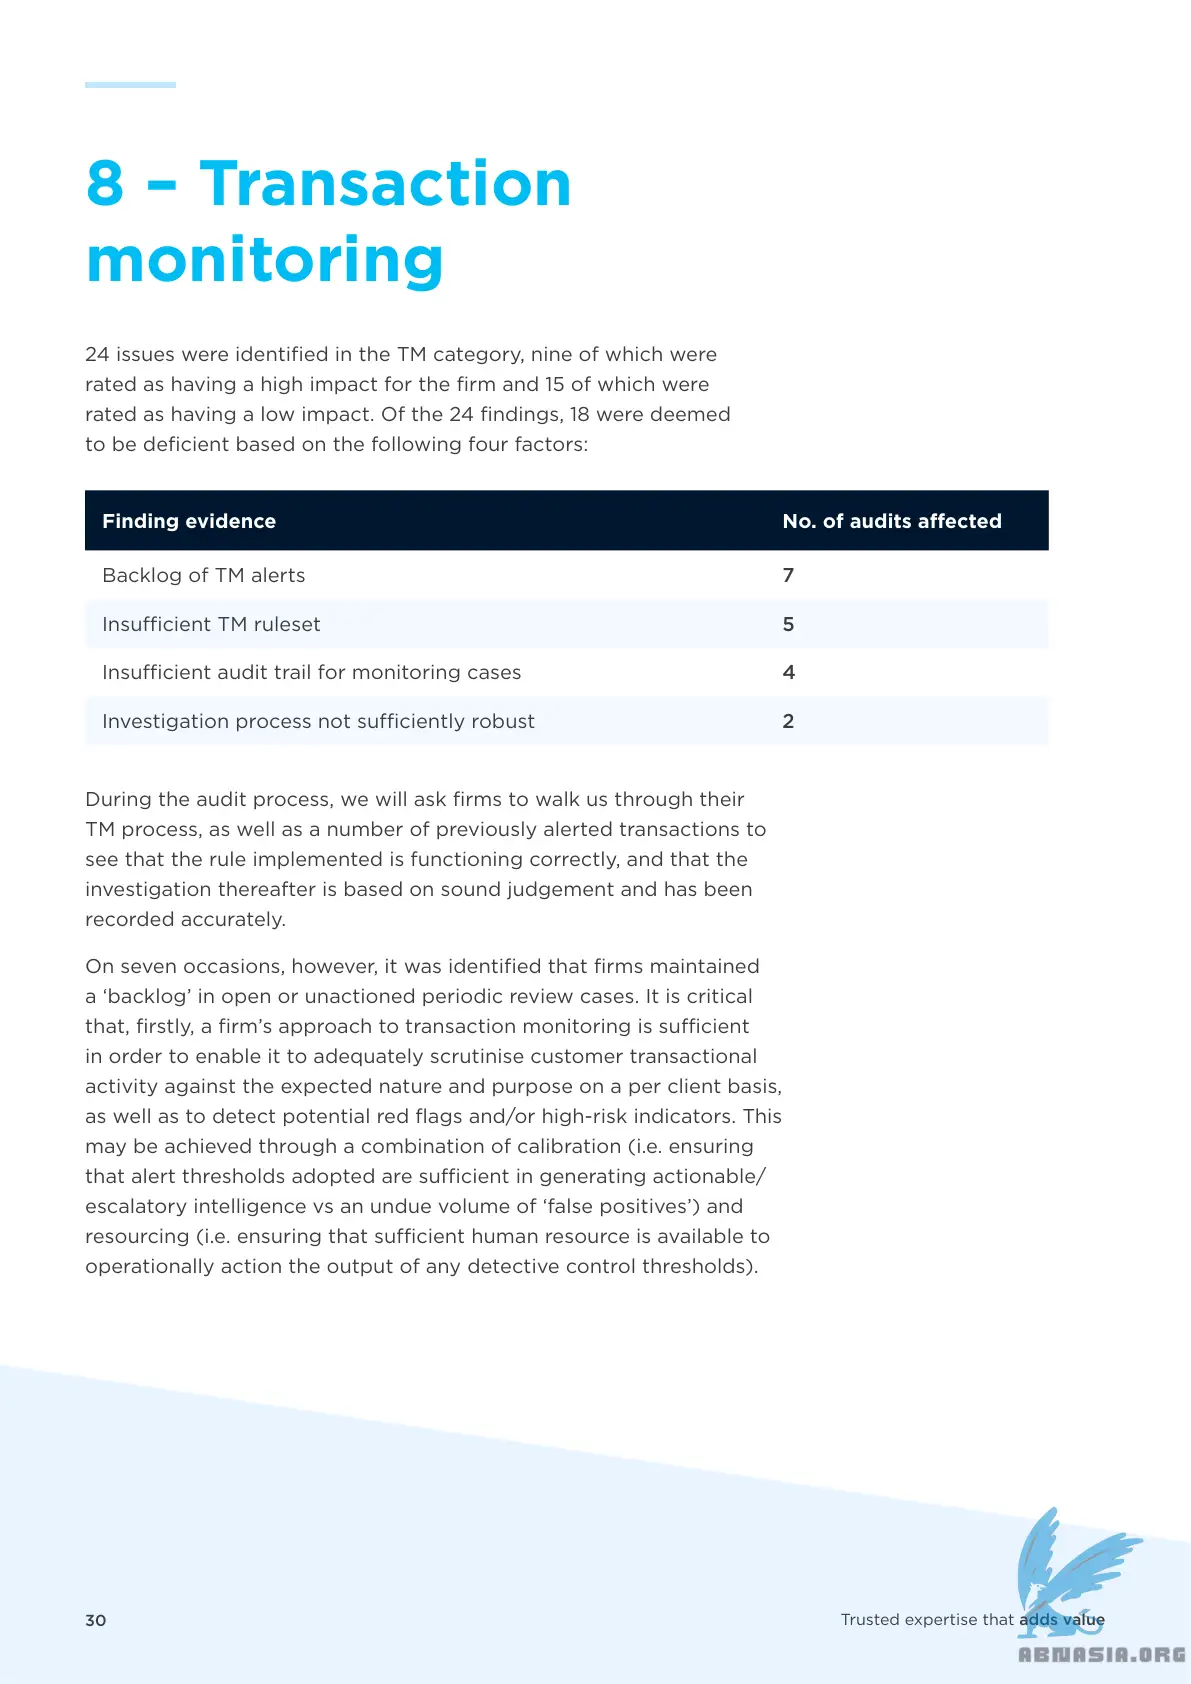 8 – Transaction
monitoring
24 issues were identified in the TM category, nine of which were
rated as having a high impact for the firm and 15 of which were
rated as having a low impact. Of the 24 findings, 18 were deemed
to be deficient based on the following four factors:
Finding evidence No. of audits affected
Backlog of TM alerts 7
Insufficient TM ruleset 5
Insufficient audit trail for monitoring cases 4
Investigation process not sufficiently robust 2
During the audit process, we will ask firms to walk us through their
TM process, as well as a number of previously alerted transactions to
see that the rule implemented is functioning correctly, and that the
investigation thereafter is based on sound judgement and has been
recorded accurately.
On seven occasions, however, it was identified that firms maintained
a ‘backlog’ in open or unactioned periodic review cases. It is critical
that, firstly, a firm’s approach to transaction monitoring is sufficient
in order to enable it to adequately scrutinise customer transactional
activity against the expected nature and purpose on a per client basis,
as well as to detect potential red flags and/or high-risk indicators. This
may be achieved through a combination of calibration (i.e. ensuring
that alert thresholds adopted are sufficient in generating actionable/
escalatory intelligence vs an undue volume of ‘false positives’) and
resourcing (i.e. ensuring that sufficient human resource is available to
operationally action the output of any detective control thresholds).
30 Trusted expertise that adds value
ABNASIA.ORG